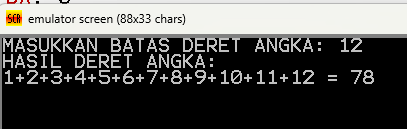 emulator screen (88x33 chars)
MASUKKAN BATAS DERET ANGKA: 12
HASIL DERET ANGKA:
1+2+3+4+5+6+7+8+9+10+11+12 = 78